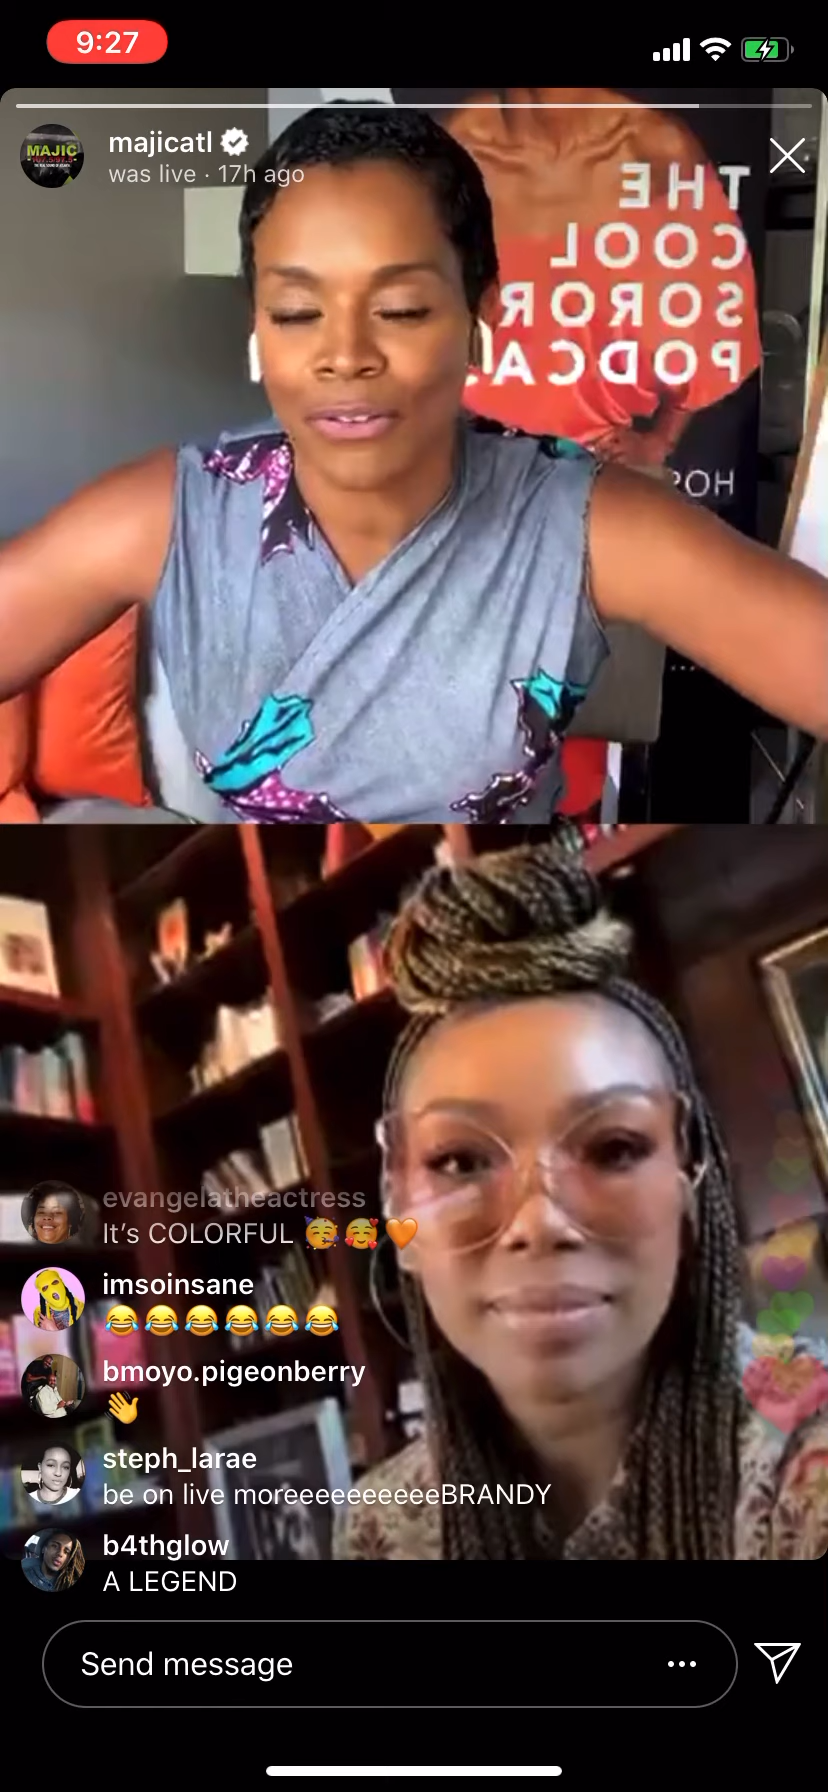 9:27
majicatl
was live · 17h ago
MAJIC
THE
COOL
SOROR
evangelatheactress
It’s COLORFUL 🥳🥰🧡
imsoinsane
😂😂😂😂😂😂
bmoyo.pigeonberry
👋
steph_larae
be on live moreeeeeeeeeeBRANDY
b4thglow
A LEGEND
Send message